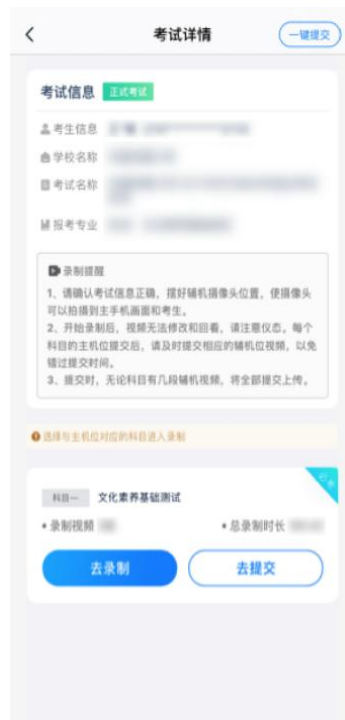 考试详情
一键提交
考试信息 正式考试
考生信息
学校名称
考试名称
报考专业
录制提醒
1、请确认考试信息正确，摆好辅机摄像头位置，使摄像头
可以拍摄到主手机画面和考生。
2、开始录制后，视频无法修改和回看，请注意仪态。每个
科目的主机位提交后，请及时提交相应的辅机位视频，以免
错过提交时间。
3、提交时，无论科目有几段辅机视频，将全部提交上传。
选择与主机位对应的科目进入录制
科目一 文化素养基础测试
• 录制视频
• 总录制时长
去录制
去提交